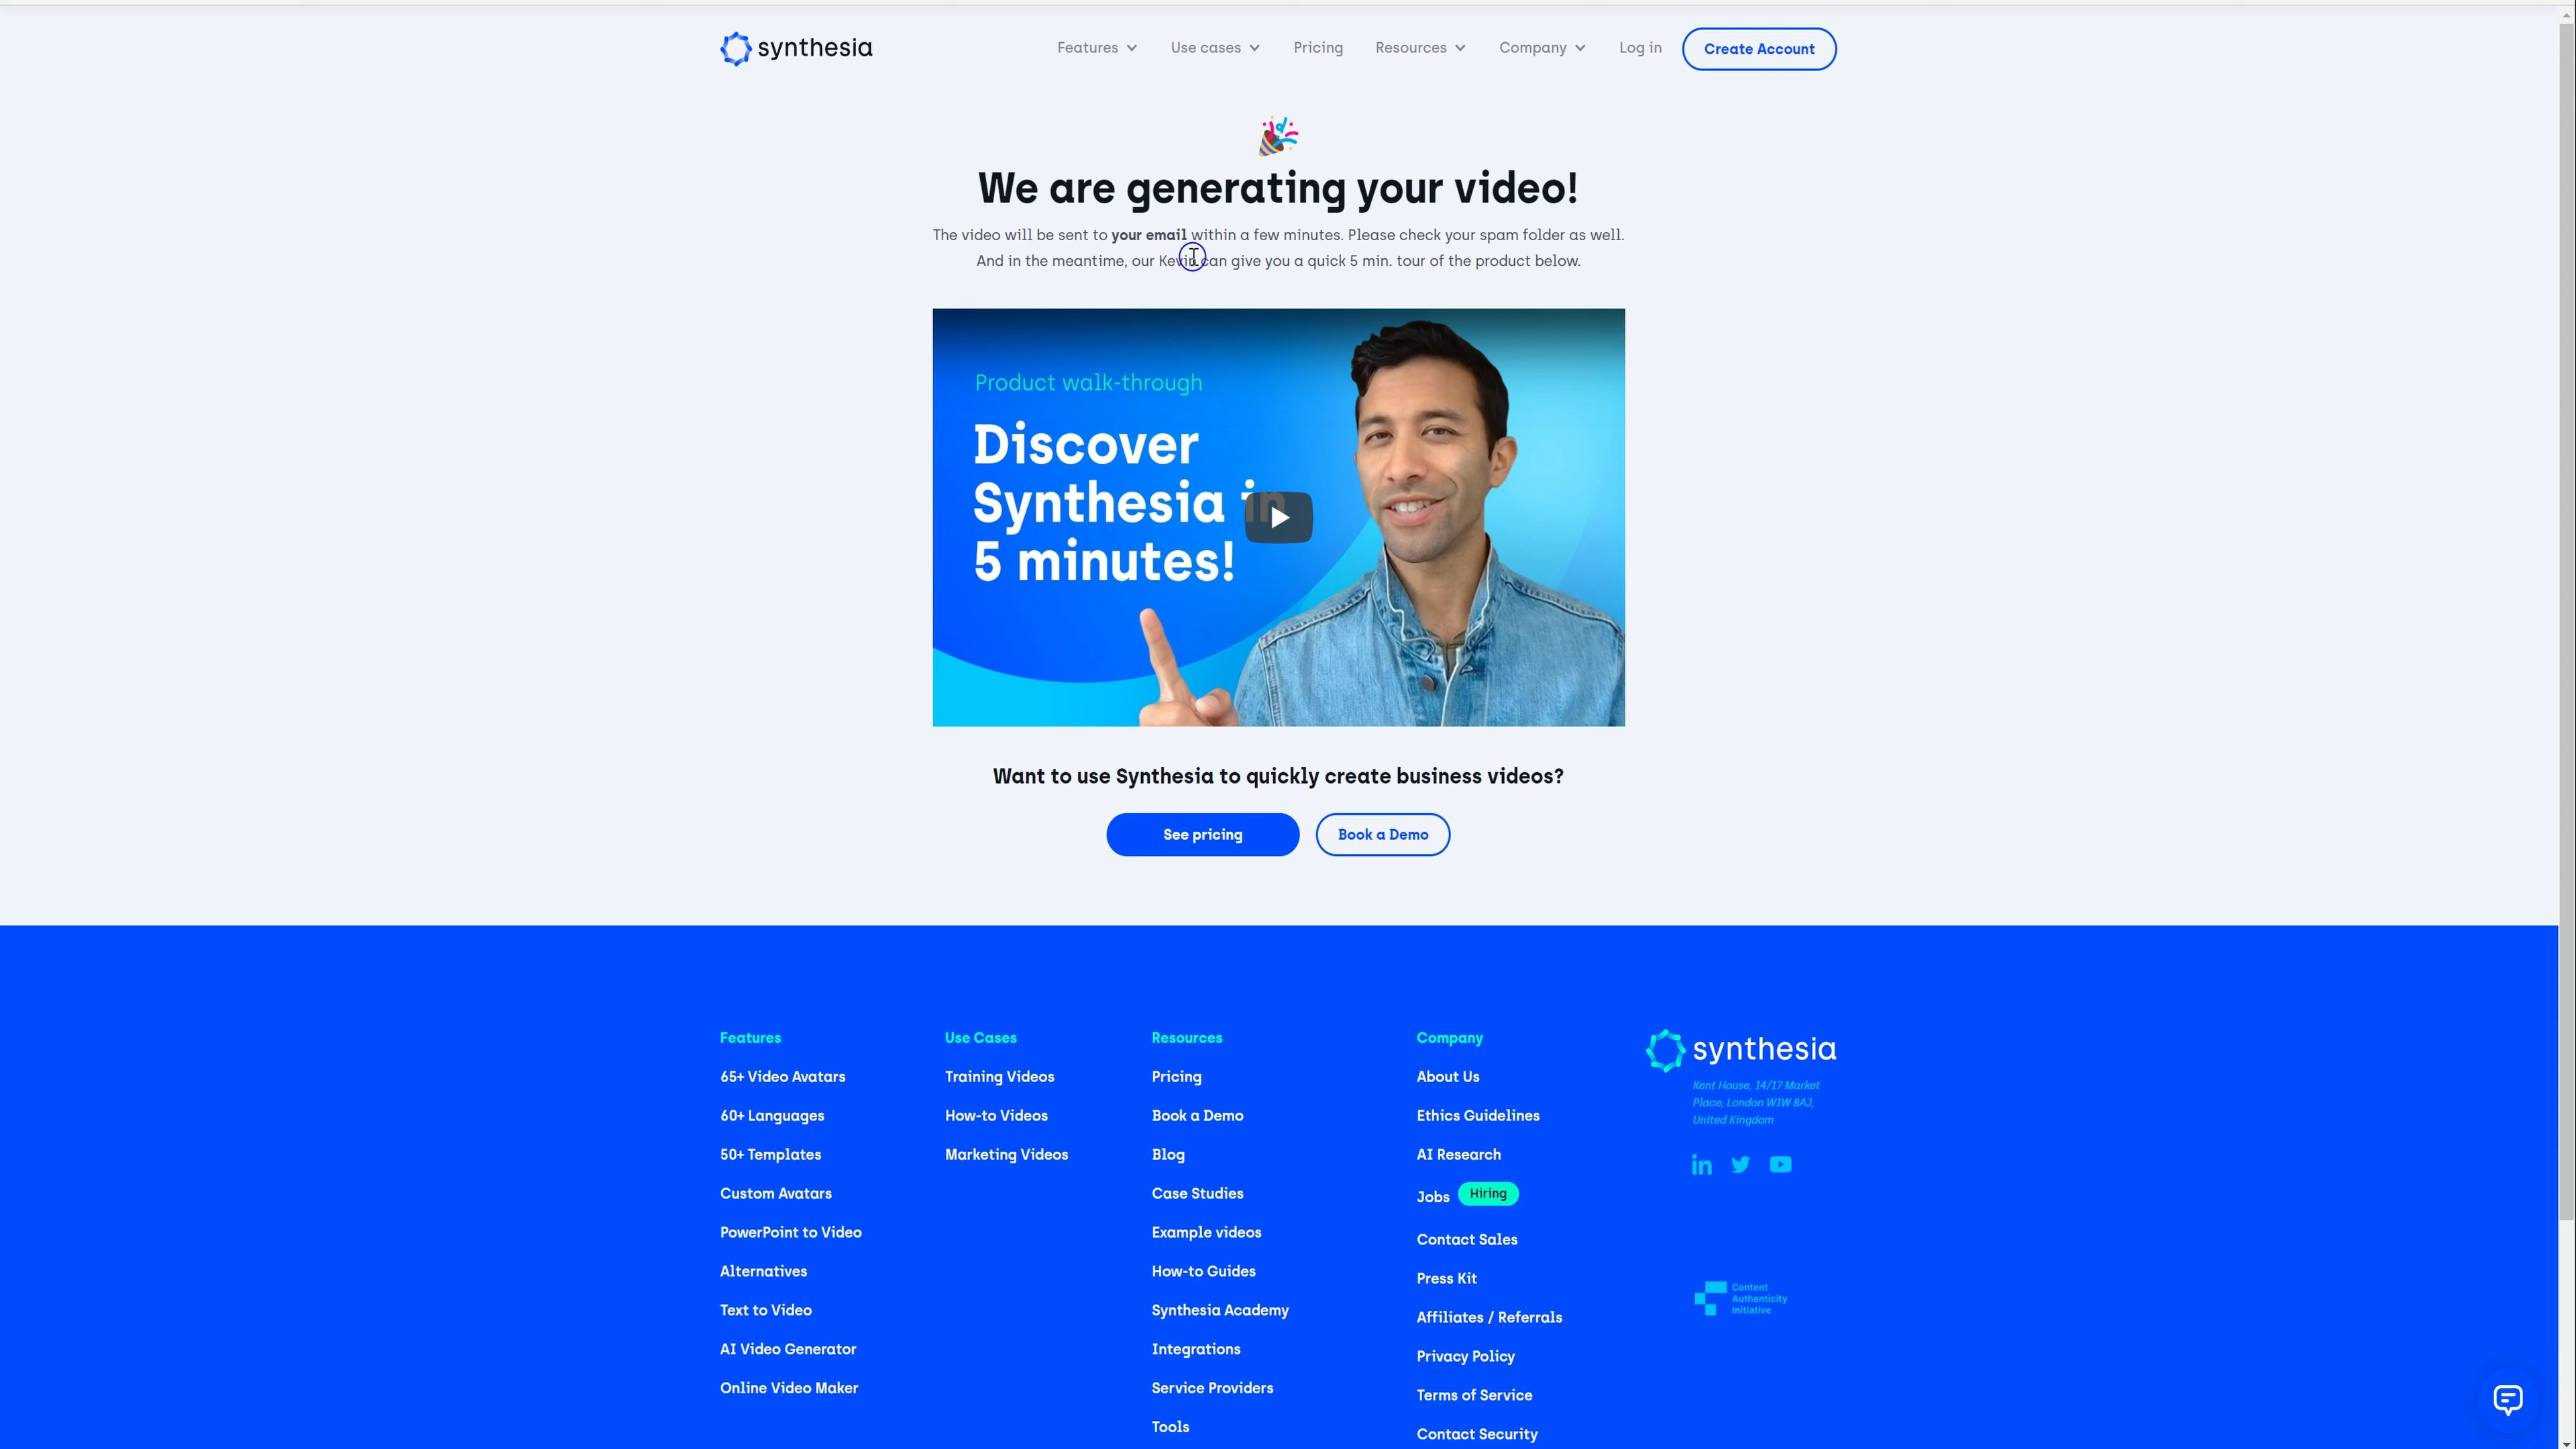 synthesia
Features
Use cases
Pricing
Resources
Company
Log in
Create Account
We are generating your video!
The video will be sent to your email within a few minutes. Please check your spam folder as well.
And in the meantime, our Kevin can give you a quick 5 min. tour of the product below.
Product walk-through
Discover
Synthesia in
5 minutes!
Want to use Synthesia to quickly create business videos?
See pricing
Book a Demo
Features
65+ Video Avatars
60+ Languages
50+ Templates
Custom Avatars
PowerPoint to Video
Alternatives
Text to Video
AI Video Generator
Online Video Maker
Use Cases
Training Videos
How-to Videos
Marketing Videos
Resources
Pricing
Book a Demo
Blog
Case Studies
Example videos
How-to Guides
Synthesia Academy
Integrations
Service Providers
Tools
Company
About Us
Ethics Guidelines
AI Research
Jobs Hiring
Contact Sales
Press Kit
Affiliates / Referrals
Privacy Policy
Terms of Service
Contact Security
synthesia
Kent House, 14/17 Market
Place, London W1W 8AJ,
United Kingdom
in
Content
Authenticity
Initiative